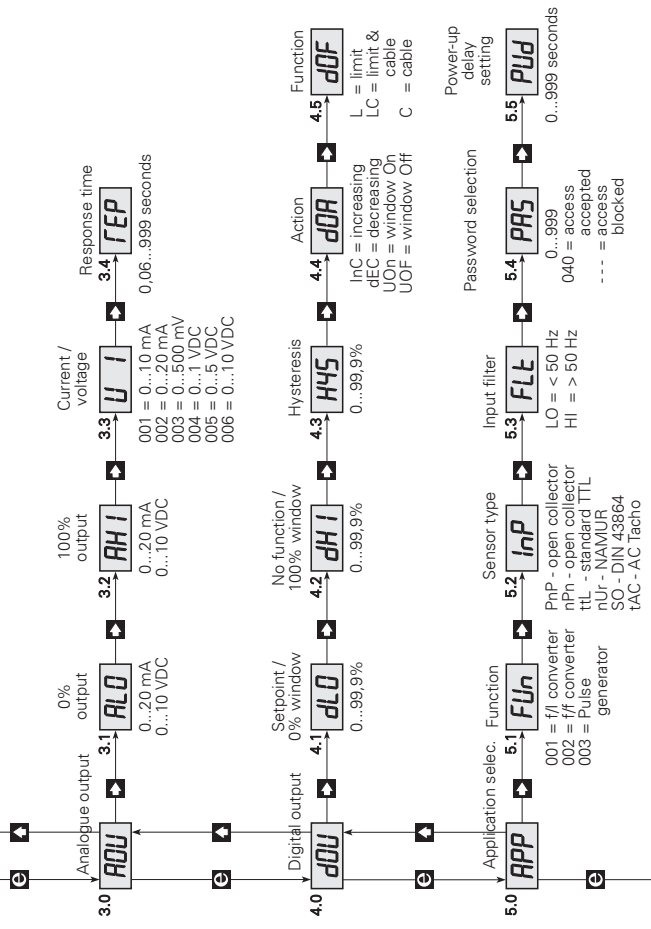 e
Analogue output
3.0
AOU
0%
output
3.1
ALO
0...20 mA
0...10 VDC
100%
output
3.2
AHI
0...20 mA
0...10 VDC
Current /
voltage
3.3
U I
001 = 0...10 mA
002 = 0...20 mA
003 = 0...500 mV
004 = 0...1 VDC
005 = 0...5 VDC
006 = 0...10 VDC
Response time
3.4
rEP
0,06...999 seconds
e
Digital output
4.0
dOU
Setpoint /
0% window
4.1
dLO
0...99,9%
No function /
100% window
4.2
dHI
0...99,9%
Hysteresis
4.3
HYS
0...99,9%
Action
4.4
dOA
InC = increasing
dEC = decreasing
UOn = window On
UOF = window Off
Function
4.5
dOF
L = limit
LC = limit &
cable
C = cable
e
Application selec.
5.0
APP
Function
5.1
FUn
001 = f/I converter
002 = f/f converter
003 = Pulse
generator
Sensor type
5.2
InP
PnP - open collector
nPn - open collector
ttL - standard TTL
nUr - NAMUR
SO - DIN 43864
tAC - AC Tacho
Input filter
5.3
FLt
LO = < 50 Hz
HI = > 50 Hz
Password selection
5.4
PAS
0...999
040 = access
accepted
- - - = access
blocked
Power-up
delay
setting
5.5
PUd
0...999 seconds
e